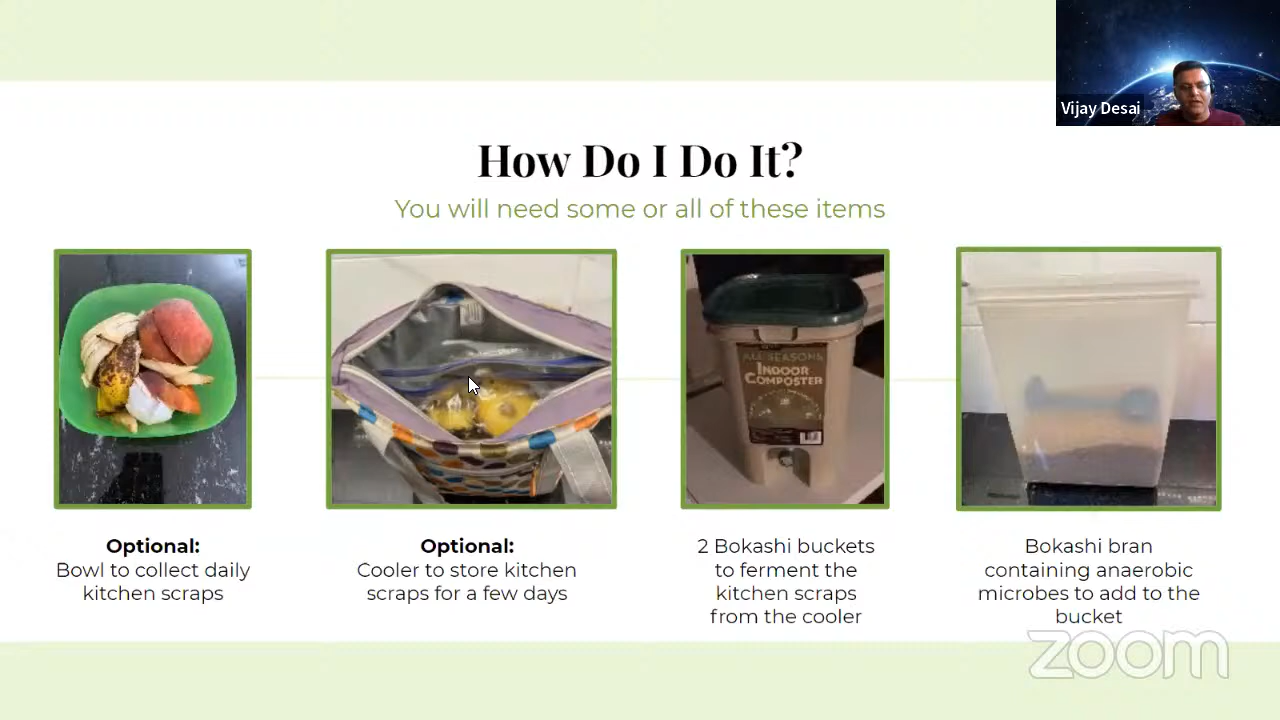 Vijay Desai
How Do I Do It?
You will need some or all of these items
ALL SEASONS
INDOOR
COMPOSTER
Optional:
Bowl to collect daily
kitchen scraps
Optional:
Cooler to store kitchen
scraps for a few days
2 Bokashi buckets
to ferment the
kitchen scraps
from the cooler
Bokashi bran
containing anaerobic
microbes to add to the
bucket
zoom